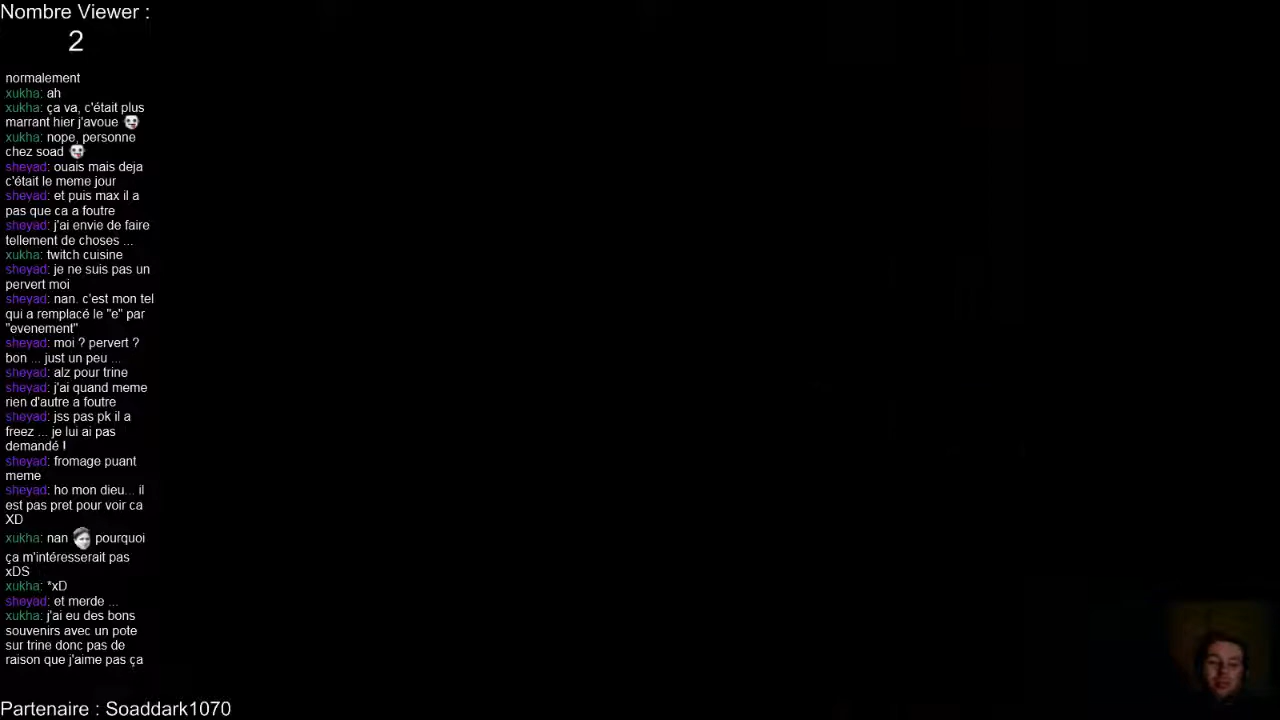 Nombre Viewer :
2
normalement
xukha: ah
xukha: ça va, c'était plus
marrant hier j'avoue
xukha: nope, personne
chez soad
sheyad: ouais mais deja
c'était le meme jour
sheyad: et puis max il a
pas que ca a foutre
sheyad: j'ai envie de faire
tellement de choses ...
xukha: twitch cuisine
sheyad: je ne suis pas un
pervert moi
sheyad: nan. c'est mon tel
qui a remplacé le "e" par
"evenement"
sheyad: moi ? pervert ?
bon ... just un peu ...
sheyad: alz pour trine
sheyad: j'ai quand meme
rien d'autre a foutre
sheyad: jss pas pk il a
freez ... je lui ai pas
demandé !
sheyad: fromage puant
meme
sheyad: ho mon dieu... il
est pas pret pour voir ca
XD
xukha: nan pourquoi
ça m'intéresserait pas
xDS
xukha: *xD
sheyad: et merde ...
xukha: j'ai eu des bons
souvenirs avec un pote
sur trine donc pas de
raison que j'aime pas ça
Partenaire : Soaddark1070